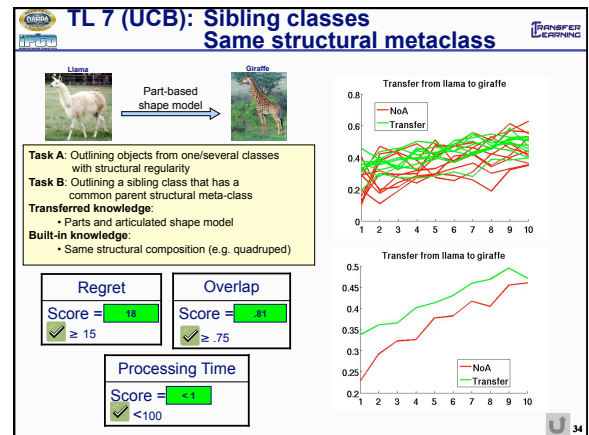 DARPA
IPTO
TL 7 (UCB): Sibling classes
Same structural metaclass
TRANSFER
LEARNING
Llama
Part-based
shape model
Giraffe
Task A: Outlining objects from one/several classes
with structural regularity
Task B: Outlining a sibling class that has a
common parent structural meta-class
Transferred knowledge:
• Parts and articulated shape model
Built-in knowledge:
• Same structural composition (e.g. quadruped)
Regret
Score = 18
≥ 15
Overlap
Score = .81
≥ .75
Processing Time
Score = < 1
<100
Transfer from llama to giraffe
0.8
0.6
0.4
0.2
0
NoA
Transfer
1 2 3 4 5 6 7 8 9 10
Transfer from llama to giraffe
0.5
0.45
0.4
0.35
0.3
0.25
0.2
NoA
Transfer
1 2 3 4 5 6 7 8 9 10
34